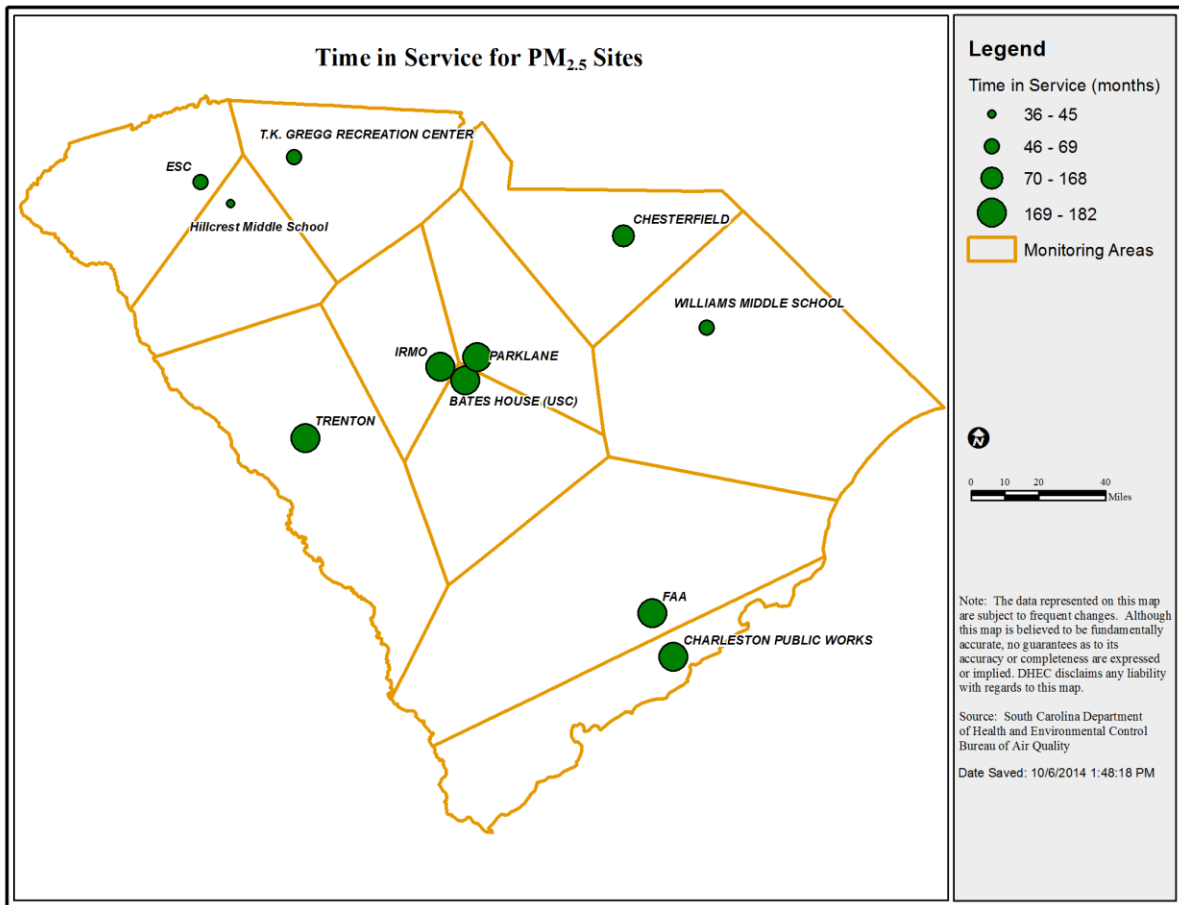 Time in Service for PM2.5 Sites
T.K. GREGG RECREATION CENTER
ESC
Hillcrest Middle School
CHESTERFIELD
WILLIAMS MIDDLE SCHOOL
IRMO
PARKLANE
BATES HOUSE (USC)
TRENTON
FAA
CHARLESTON PUBLIC WORKS
Legend
Time in Service (months)
36 - 45
46 - 69
70 - 168
169 - 182
Monitoring Areas
N
0 10 20 40
Miles
Note: The data represented on this map
are subject to frequent changes. Although
this map is believed to be fundamentally
accurate, no guarantees as to its
accuracy or completeness are expressed
or implied. DHEC disclaims any liability
with regards to this map.
Source: South Carolina Department
of Health and Environmental Control
Bureau of Air Quality
Date Saved: 10/6/2014 1:48:18 PM